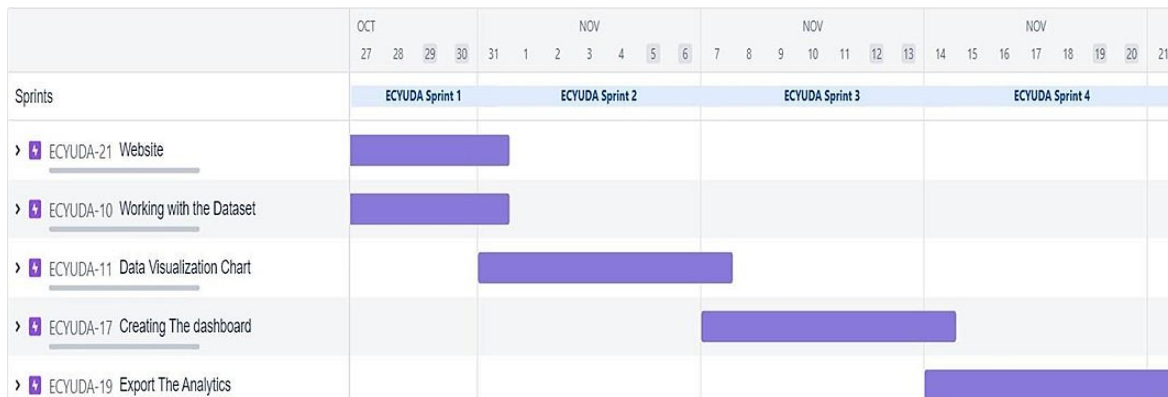 OCT NOV NOV NOV
27 28 29 30 31 1 2 3 4 5 6 7 8 9 10 11 12 13 14 15 16 17 18 19 20 21
Sprints ECYUDA Sprint 1 ECYUDA Sprint 2 ECYUDA Sprint 3 ECYUDA Sprint 4
ECYUDA-21 Website
ECYUDA-10 Working with the Dataset
ECYUDA-11 Data Visualization Chart
ECYUDA-17 Creating The dashboard
ECYUDA-19 Export The Analytics